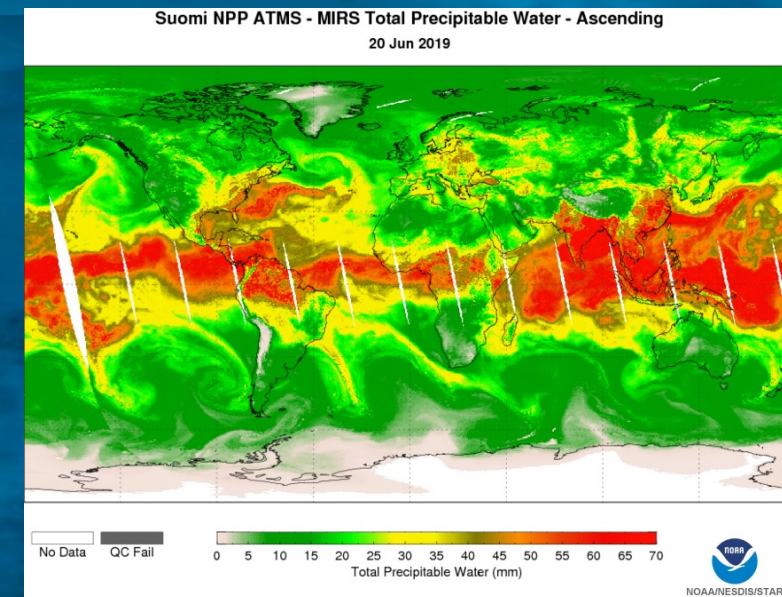 Suomi NPP ATMS - MIRS Total Precipitable Water - Ascending
20 Jun 2019
No Data
QC Fail
0 5 10 15 20 25 30 35 40 45 50 55 60 65 70
Total Precipitable Water (mm)
NOAA
NOAA/NESDIS/STAR